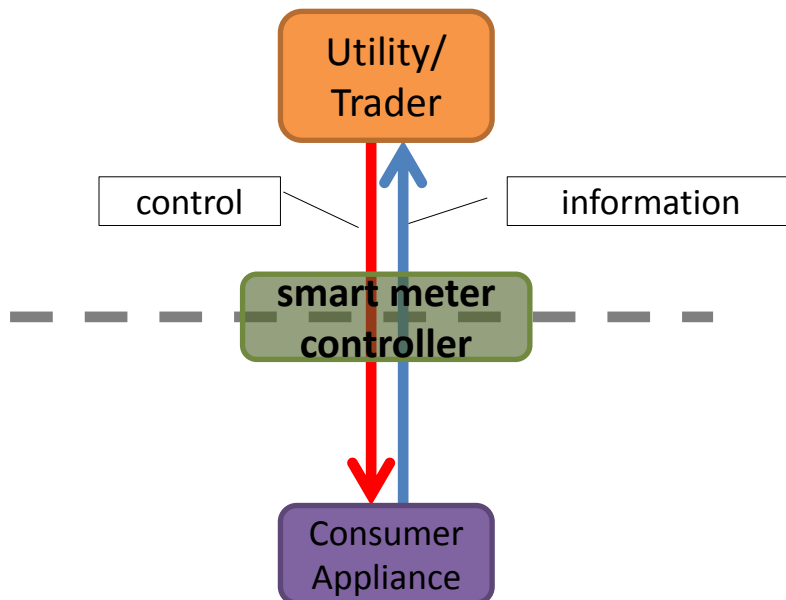 Utility/
Trader
control
information
smart meter
controller
Consumer
Appliance